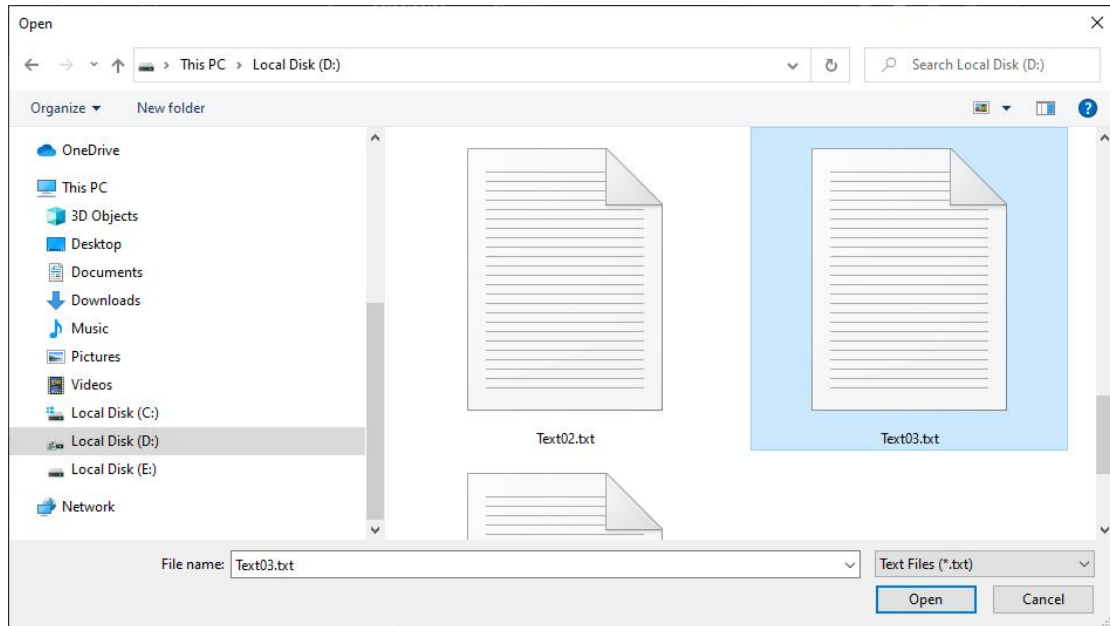 Open
This PC > Local Disk (D:)
Search Local Disk (D:)
Organize
New folder
OneDrive
This PC
3D Objects
Desktop
Documents
Downloads
Music
Pictures
Videos
Local Disk (C:)
Local Disk (D:)
Local Disk (E:)
Network
Text02.txt
Text03.txt
File name: Text03.txt
Text Files (*.txt)
Open
Cancel